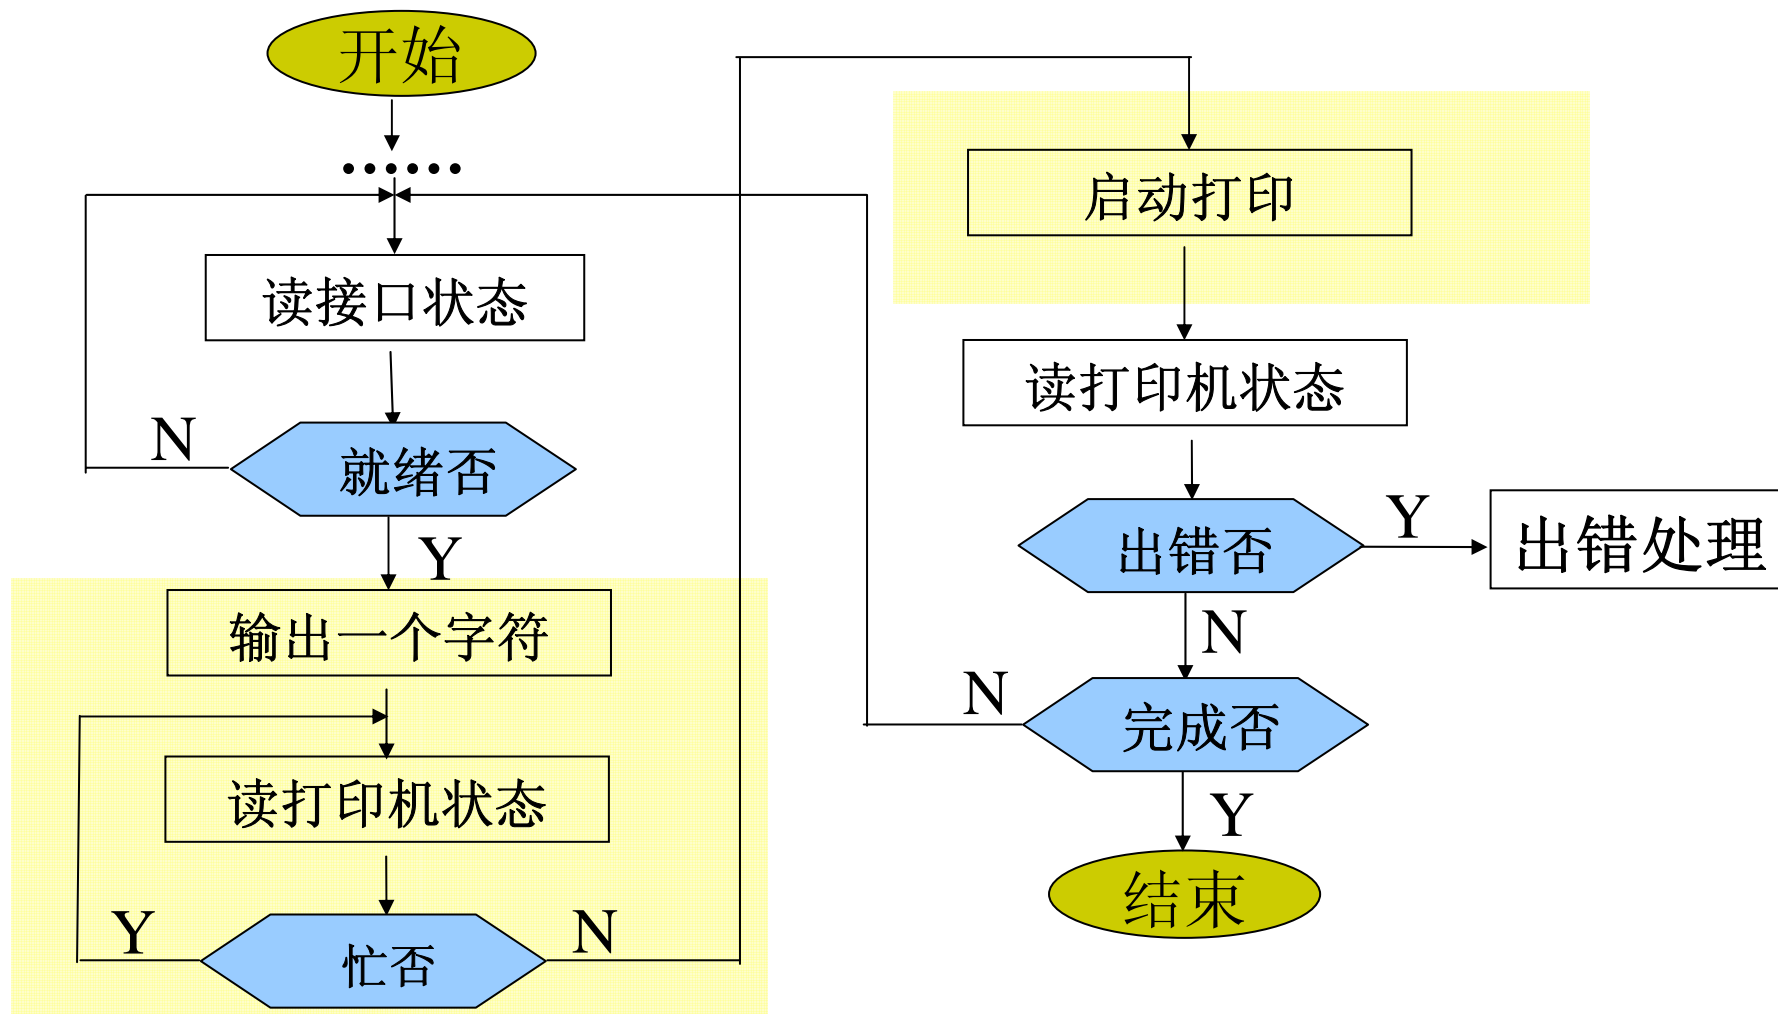 开始
……
读接口状态
N
就绪否
Y
输出一个字符
读打印机状态
Y
忙否
N
启动打印
读打印机状态
出错否
Y
出错处理
N
N
完成否
Y
结束